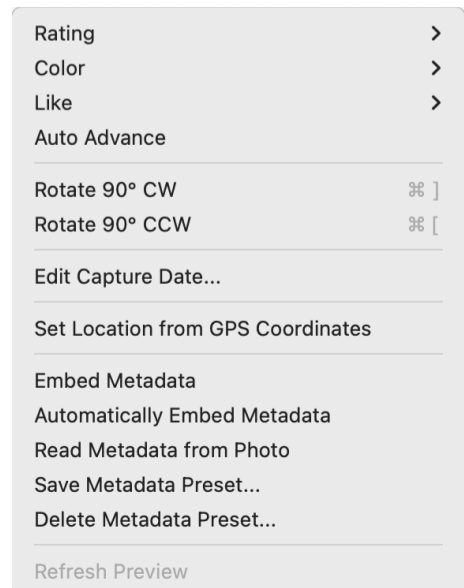 Rating
Color
Like
Auto Advance
Rotate 90° CW ⌘ ]
Rotate 90° CCW ⌘ [
Edit Capture Date...
Set Location from GPS Coordinates
Embed Metadata
Automatically Embed Metadata
Read Metadata from Photo
Save Metadata Preset...
Delete Metadata Preset...
Refresh Preview